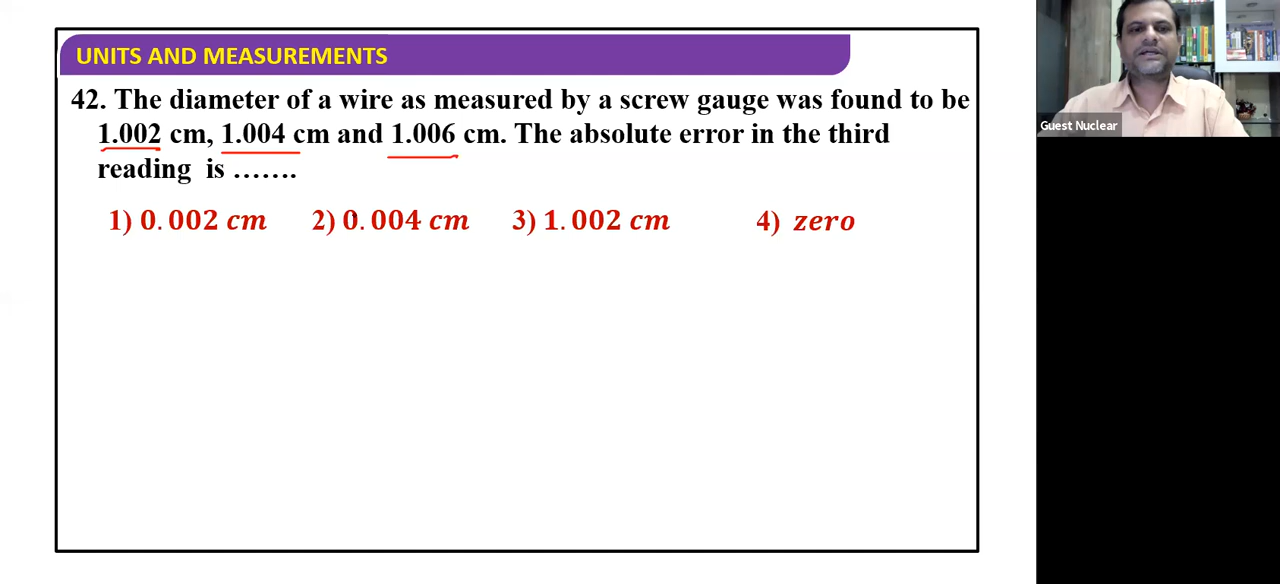 UNITS AND MEASUREMENTS
42. The diameter of a wire as measured by a screw gauge was found to be
1.002 cm, 1.004 cm and 1.006 cm. The absolute error in the third
reading is …….
1) 0.002 cm 2) 0.004 cm 3) 1.002 cm 4) zero
Guest Nuclear